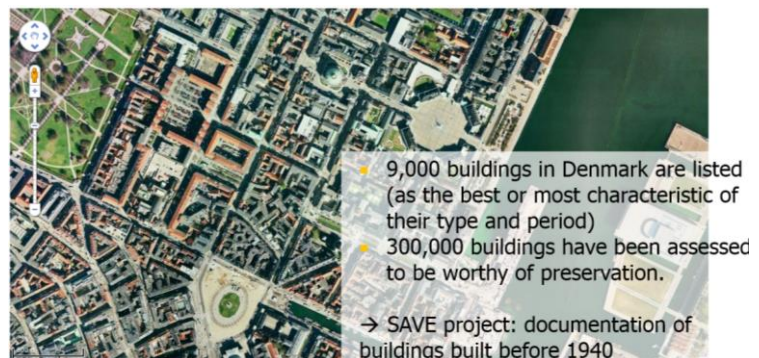 • 9,000 buildings in Denmark are listed
(as the best or most characteristic of
their type and period)
• 300,000 buildings have been assessed
to be worthy of preservation.
→ SAVE project: documentation of
buildings built before 1940